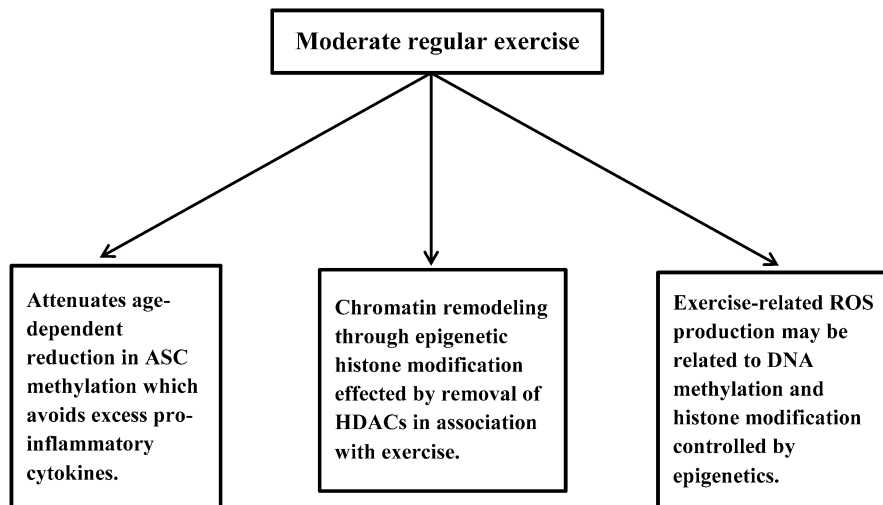 Moderate regular exercise
Attenuates age-
dependent
reduction in ASC
methylation which
avoids excess pro-
inflammatory
cytokines.
Chromatin remodeling
through epigenetic
histone modification
effected by removal of
HDACs in association
with exercise.
Exercise-related ROS
production may be
related to DNA
methylation and
histone modification
controlled by
epigenetics.